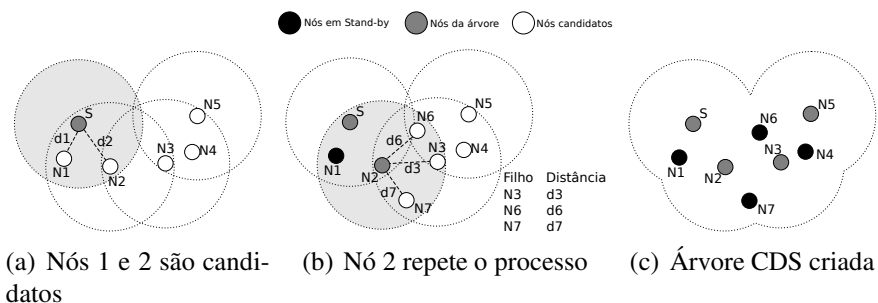 Nós em Stand-by Nós da árvore Nós candidatos
S
d1
d2
N1
N2
N3
N4
N5
S
N1
N2
d6
d3
d7
N6
N3
N7
N5
N4
Filho Distância
N3 d3
N6 d6
N7 d7
S
N1
N2
N6
N3
N5
N4
N7
(a) Nós 1 e 2 são candi-
datos
(b) Nó 2 repete o processo
(c) Árvore CDS criada